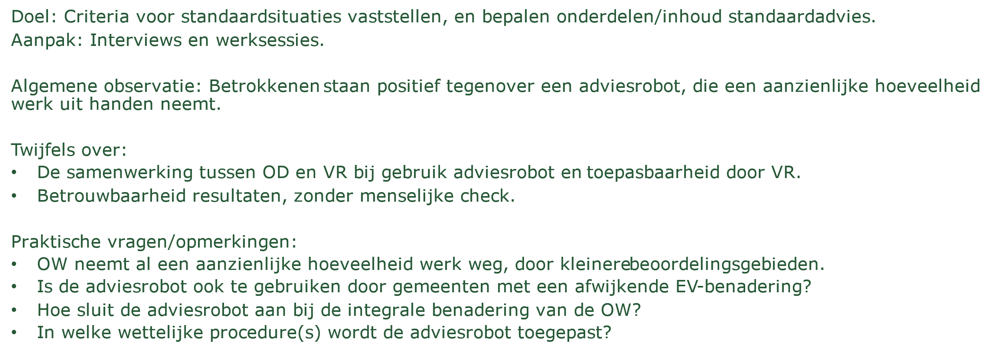 Doel: Criteria voor standaardsituaties vaststellen, en bepalen onderdelen/inhoud standaardadvies.
Aanpak: Interviews en werksessies.
Algemene observatie: Betrokkenen staan positief tegenover een adviesrobot, die een aanzienlijke hoeveelheid
werk uit handen neemt.
Twijfels over:
• De samenwerking tussen OD en VR bij gebruik adviesrobot en toepasbaarheid door VR.
• Betrouwbaarheid resultaten, zonder menselijke check.
Praktische vragen/opmerkingen:
• OW neemt al een aanzienlijke hoeveelheid werk weg, door kleinere beoordelingsgebieden.
• Is de adviesrobot ook te gebruiken door gemeenten met een afwijkende EV-benadering?
• Hoe sluit de adviesrobot aan bij de integrale benadering van de OW?
• In welke wettelijke procedure(s) wordt de adviesrobot toegepast?